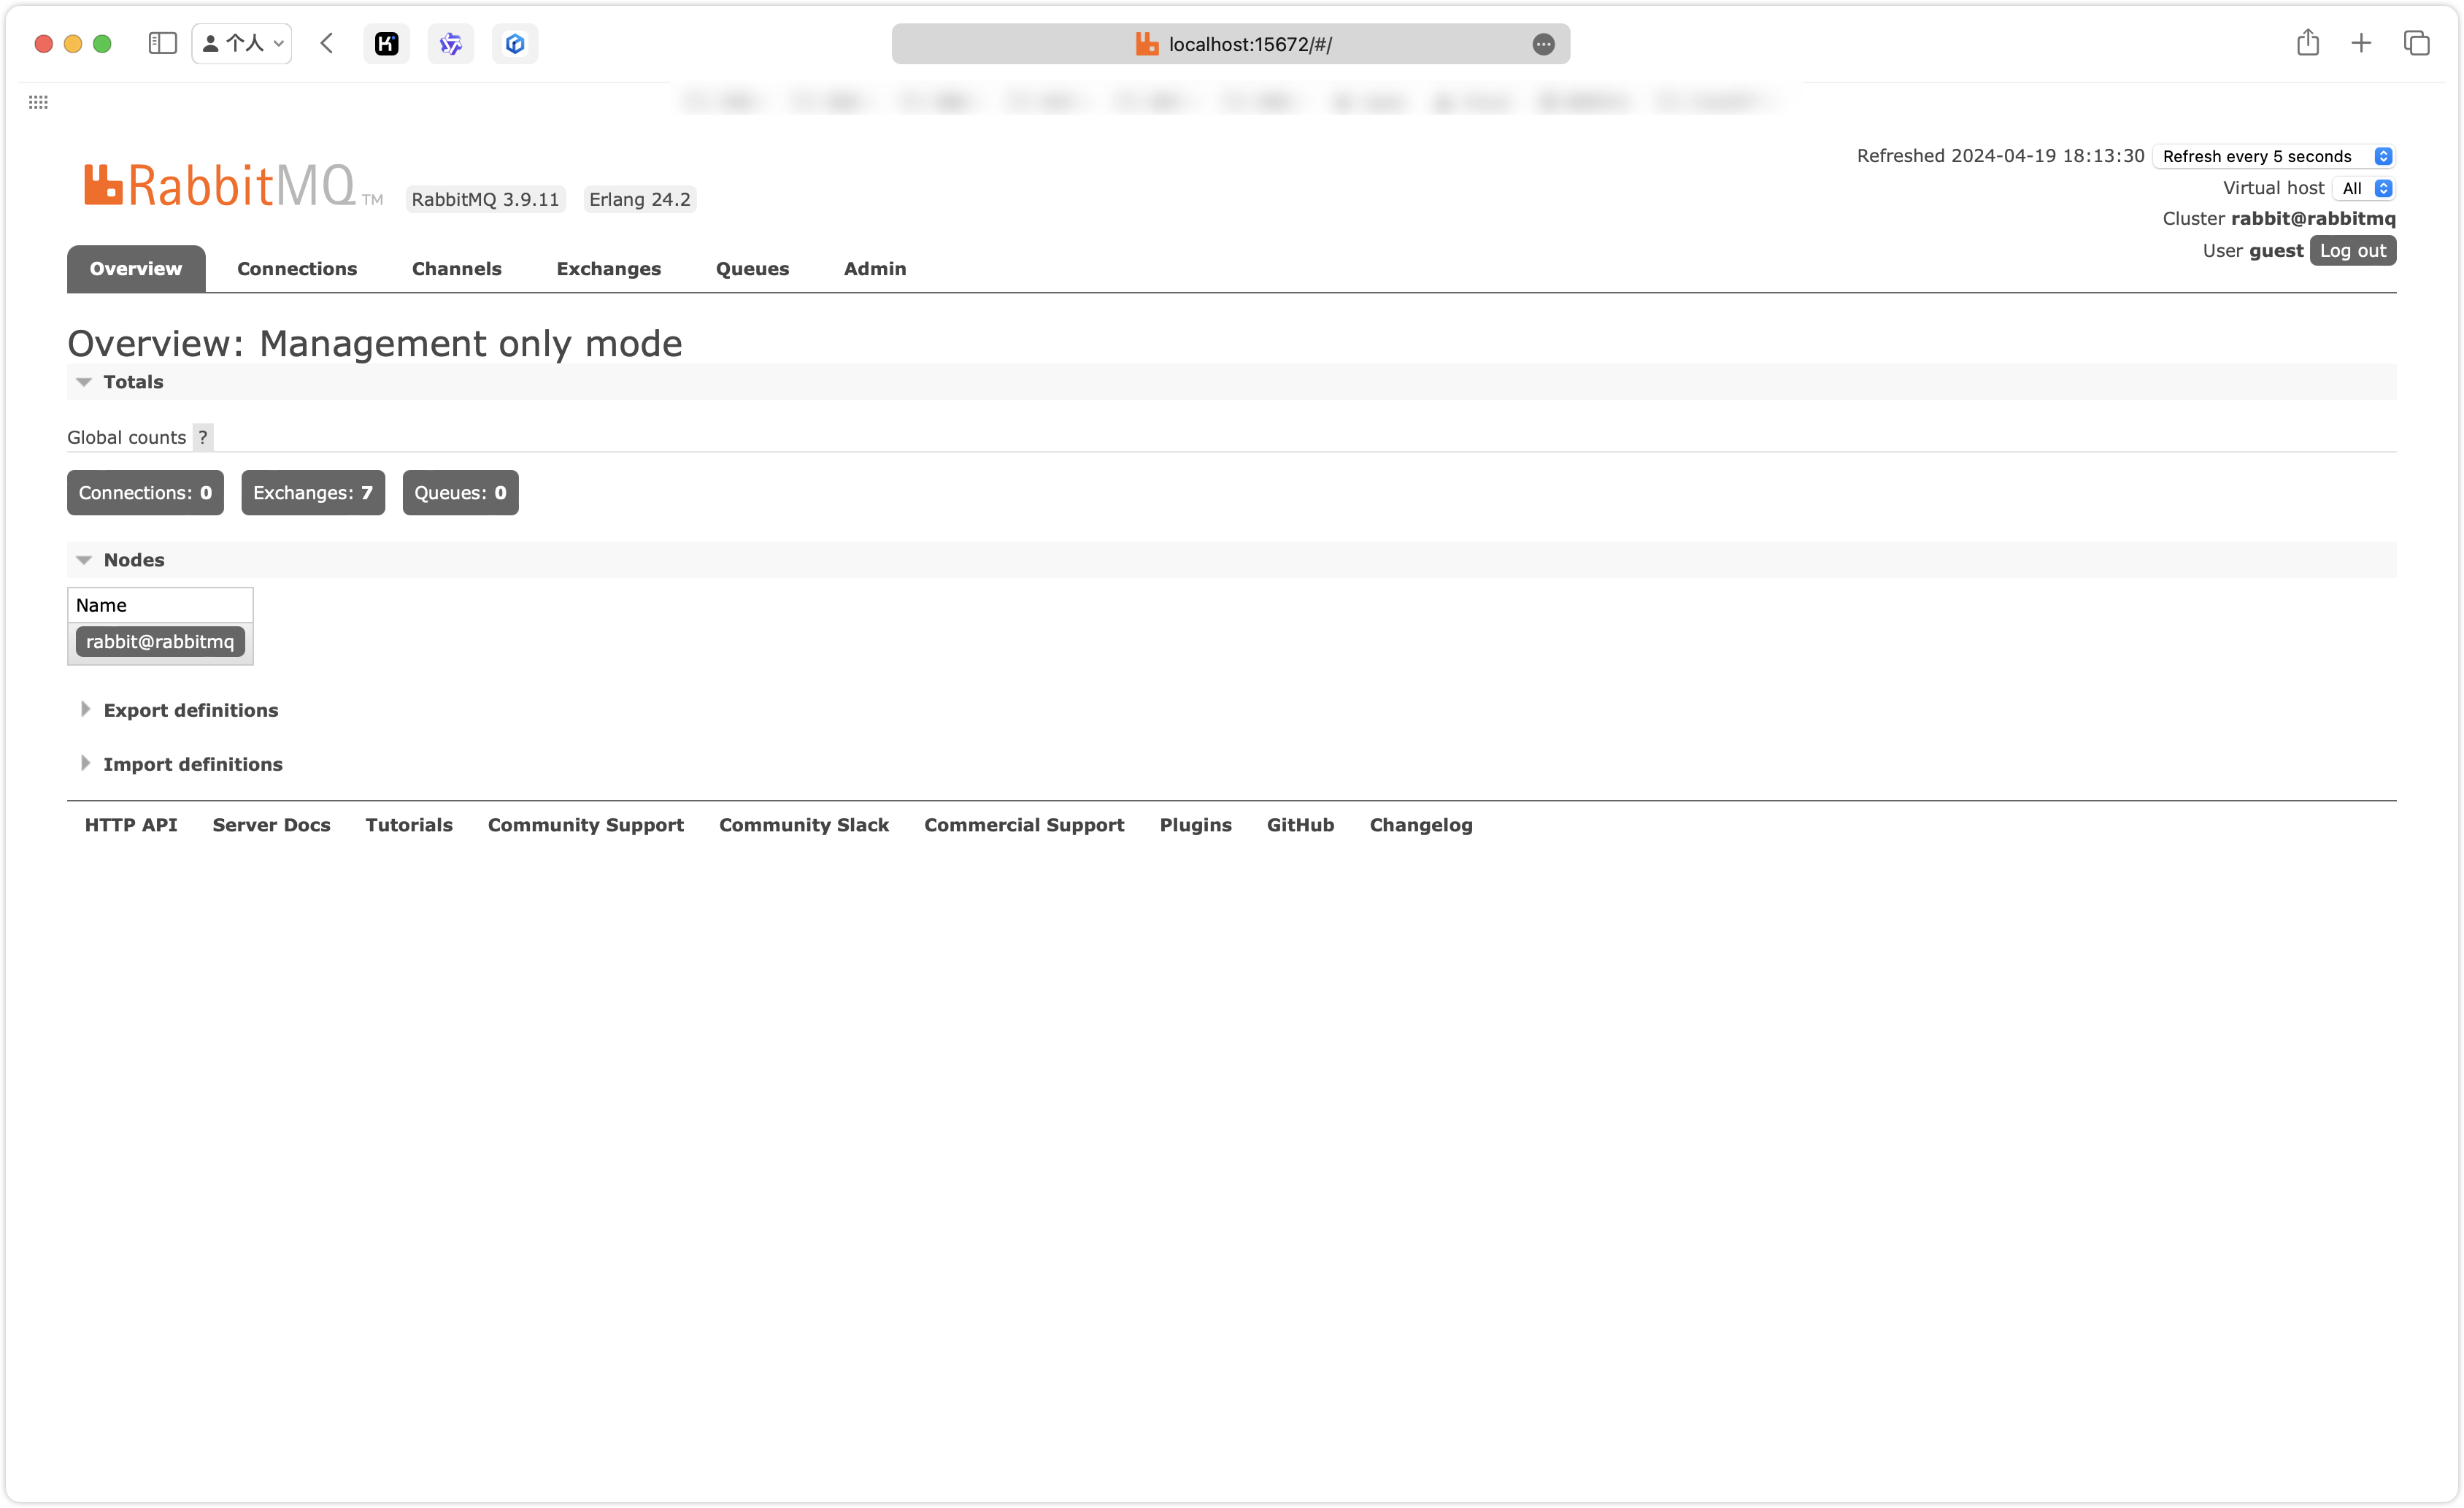 个人
localhost:15672/#/
Refreshed 2024-04-19 18:13:30 Refresh every 5 seconds
RabbitMQ TM RabbitMQ 3.9.11 Erlang 24.2
Virtual host All
Cluster rabbit@rabbitmq
User guest Log out
Overview Connections Channels Exchanges Queues Admin
Overview: Management only mode
Totals
Global counts ?
Connections: 0 Exchanges: 7 Queues: 0
Nodes
Name
rabbit@rabbitmq
Export definitions
Import definitions
HTTP API Server Docs Tutorials Community Support Community Slack Commercial Support Plugins GitHub Changelog